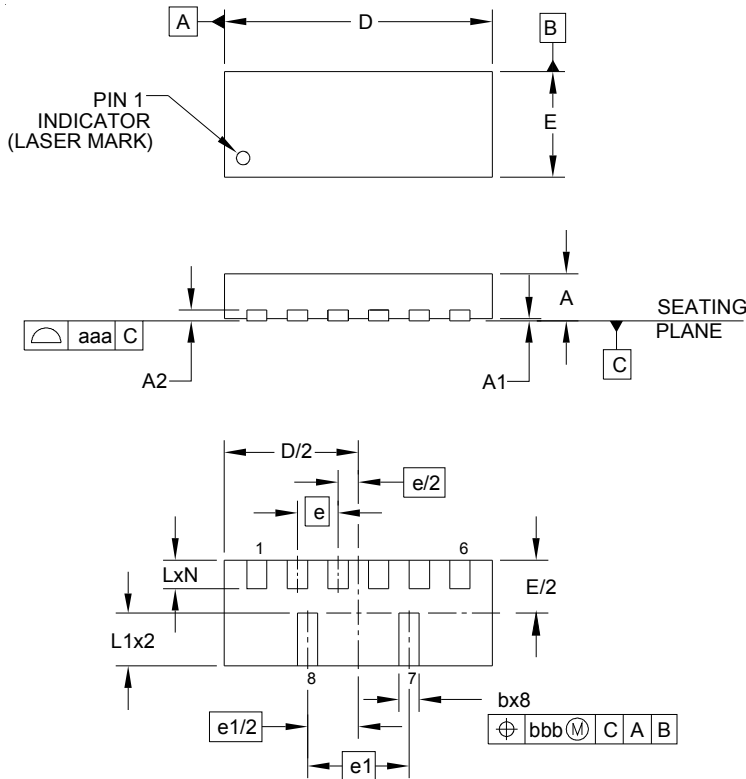 A
D
B
PIN 1
INDICATOR
(LASER MARK)
E
A
SEATING
PLANE
aaa C
C
A2
A1
D/2
e/2
e
1
6
LxN
E/2
L1x2
8
7
bx8
e1/2
bbb Ⓜ C A B
e1